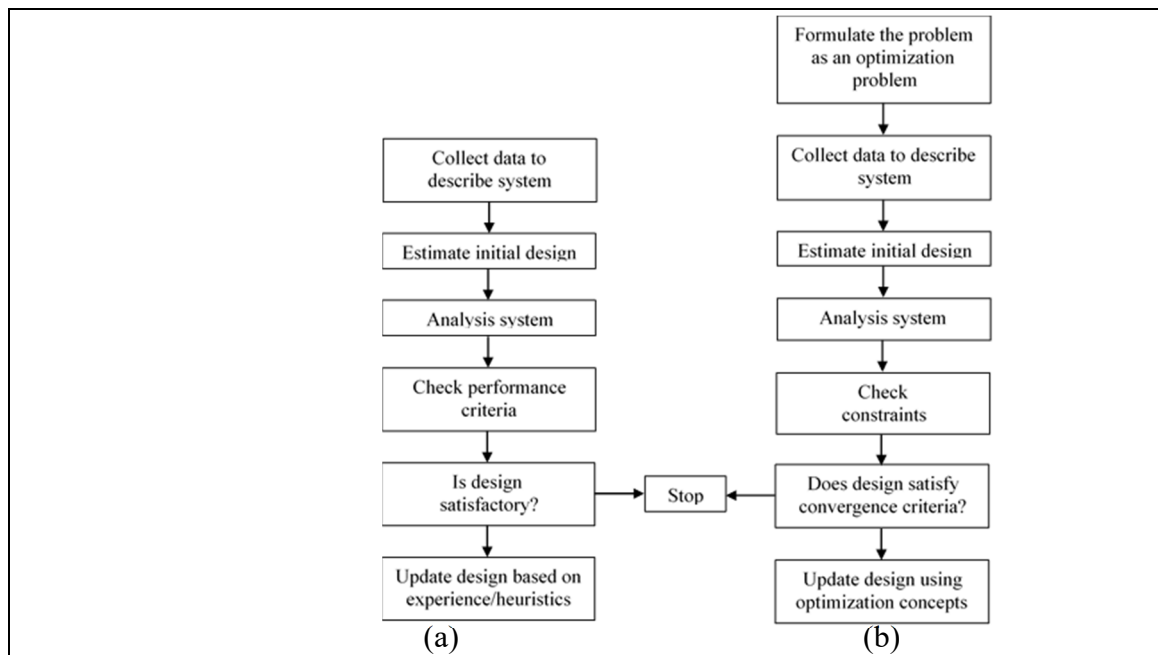 Collect data to
describe system
Estimate initial design
Analysis system
Check performance
criteria
Is design
satisfactory?
Update design based on
experience/heuristics
(a)
Stop
Formulate the problem
as an optimization
problem
Collect data to describe
system
Estimate initial design
Analysis system
Check
constraints
Does design satisfy
convergence criteria?
Update design using
optimization concepts
(b)